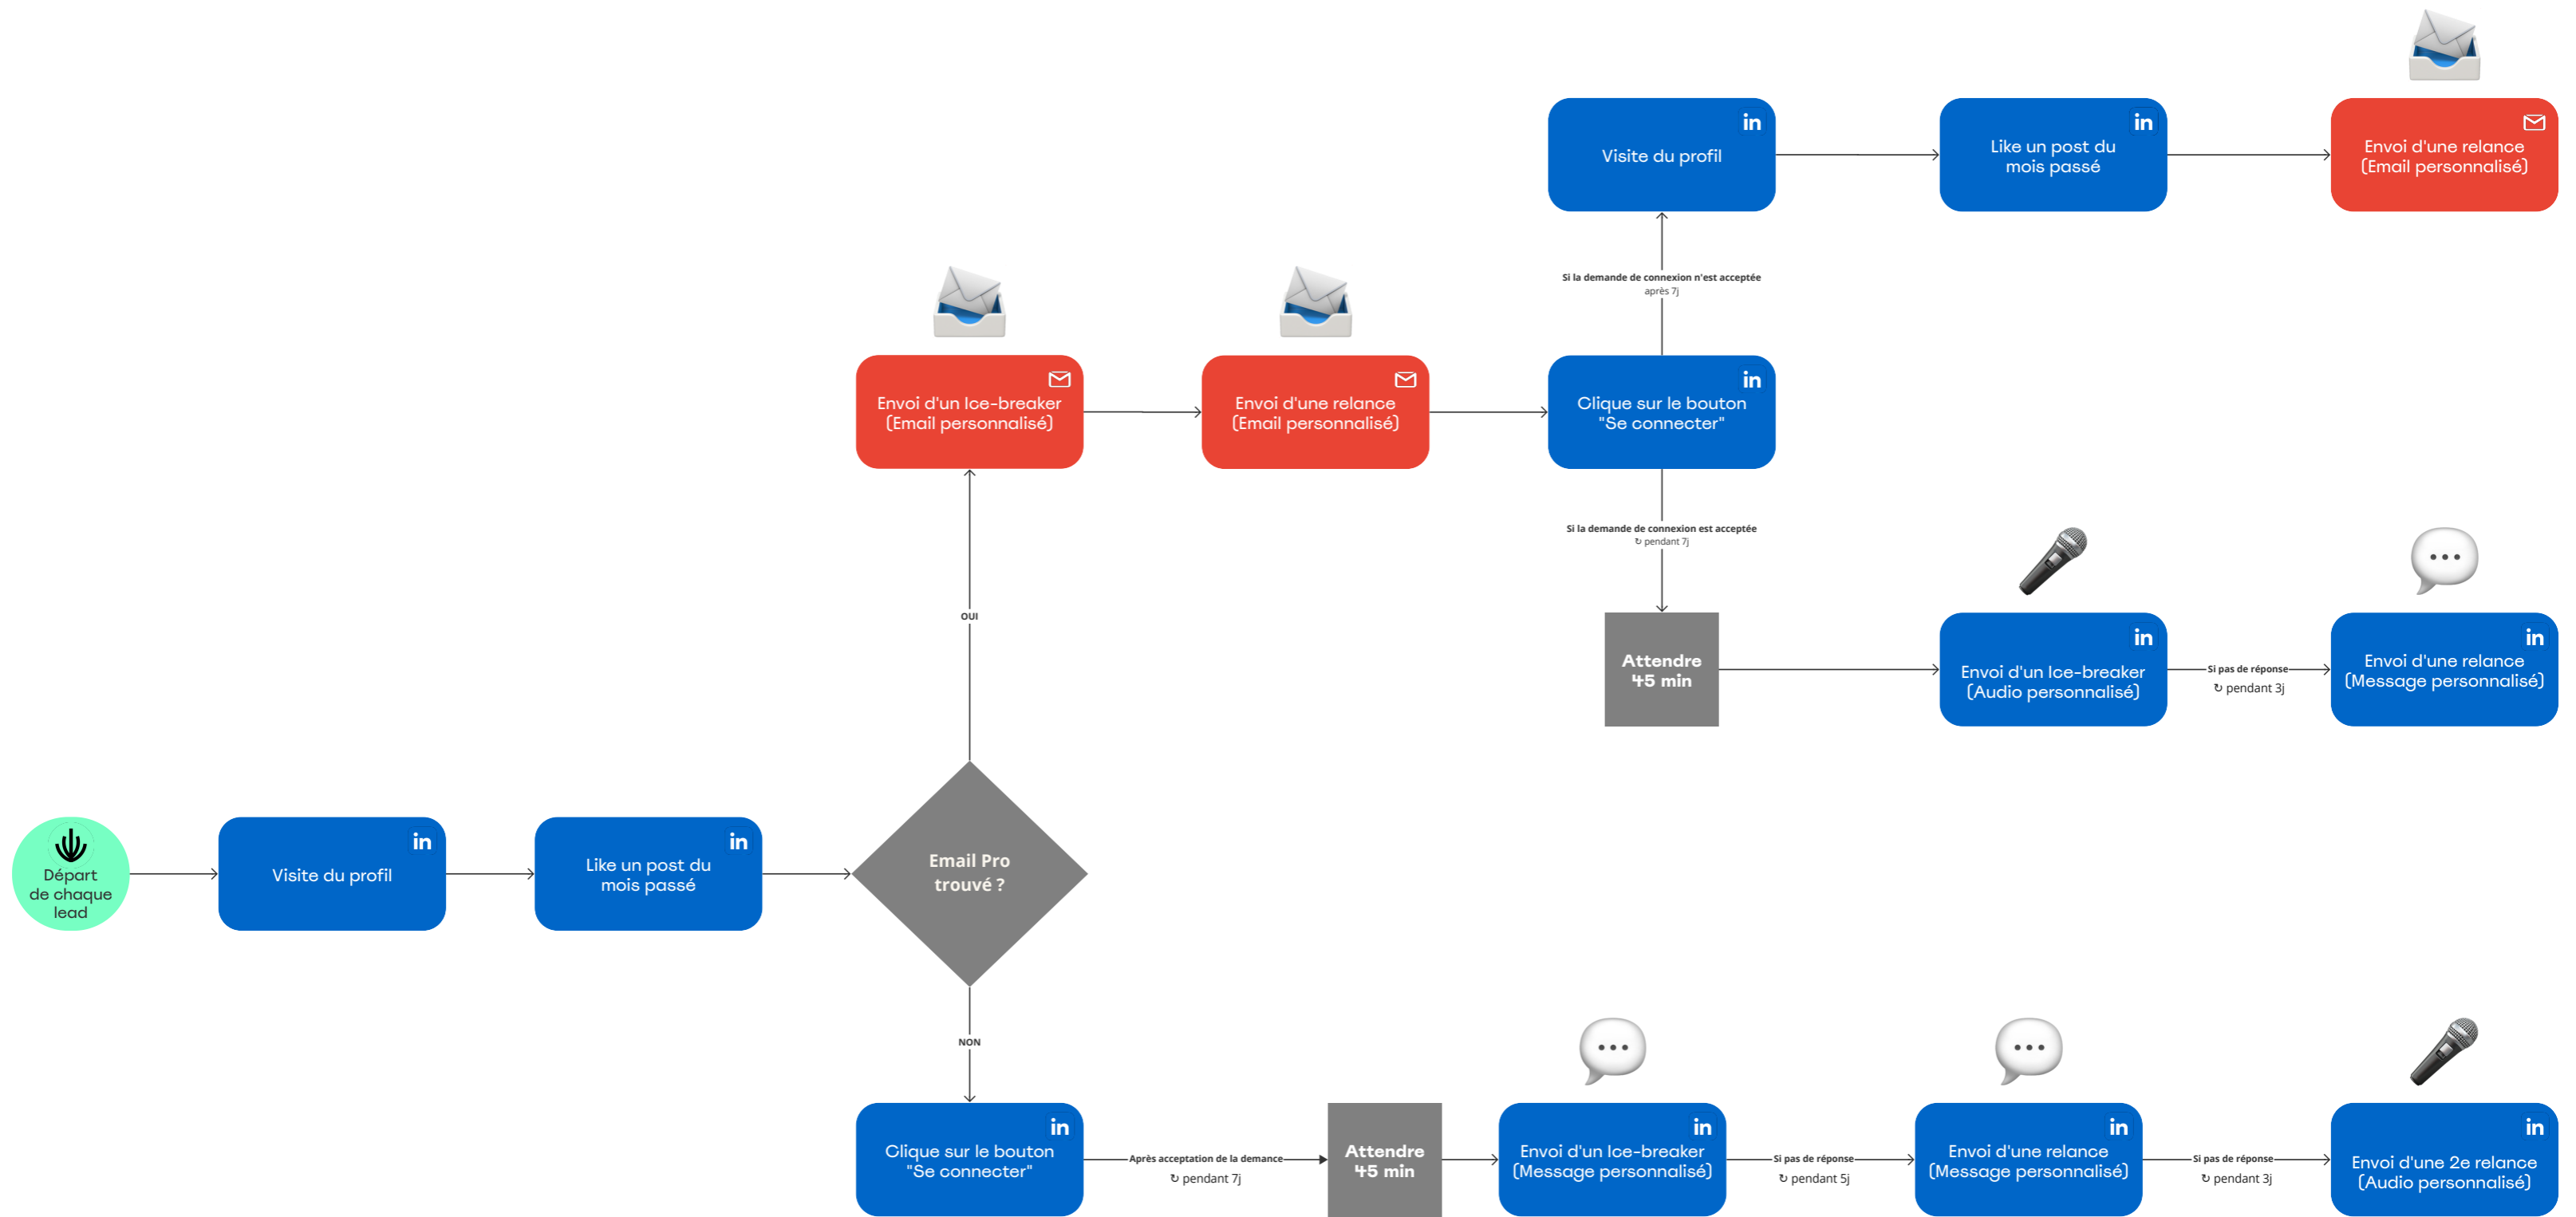 Visite du profil
Like un post du
mois passé
Envoi d'une relance
(Email personnalisé)
Si la demande de connexion n'est acceptée
après 7j
Envoi d'un Ice-breaker
(Email personnalisé)
Envoi d'une relance
(Email personnalisé)
Clique sur le bouton
"Se connecter"
Si la demande de connexion est acceptée
↻ pendant 7j
OUI
Attendre
45 min
Envoi d'un Ice-breaker
(Audio personnalisé)
Si pas de réponse
↻ pendant 3j
Envoi d'une relance
(Message personnalisé)
Départ
de chaque
lead
Visite du profil
Like un post du
mois passé
Email Pro
trouvé ?
NON
Clique sur le bouton
"Se connecter"
Après acceptation de la demance
↻ pendant 7j
Attendre
45 min
Envoi d'un Ice-breaker
(Message personnalisé)
Si pas de réponse
↻ pendant 5j
Envoi d'une relance
(Message personnalisé)
Si pas de réponse
↻ pendant 3j
Envoi d'une 2e relance
(Audio personnalisé)